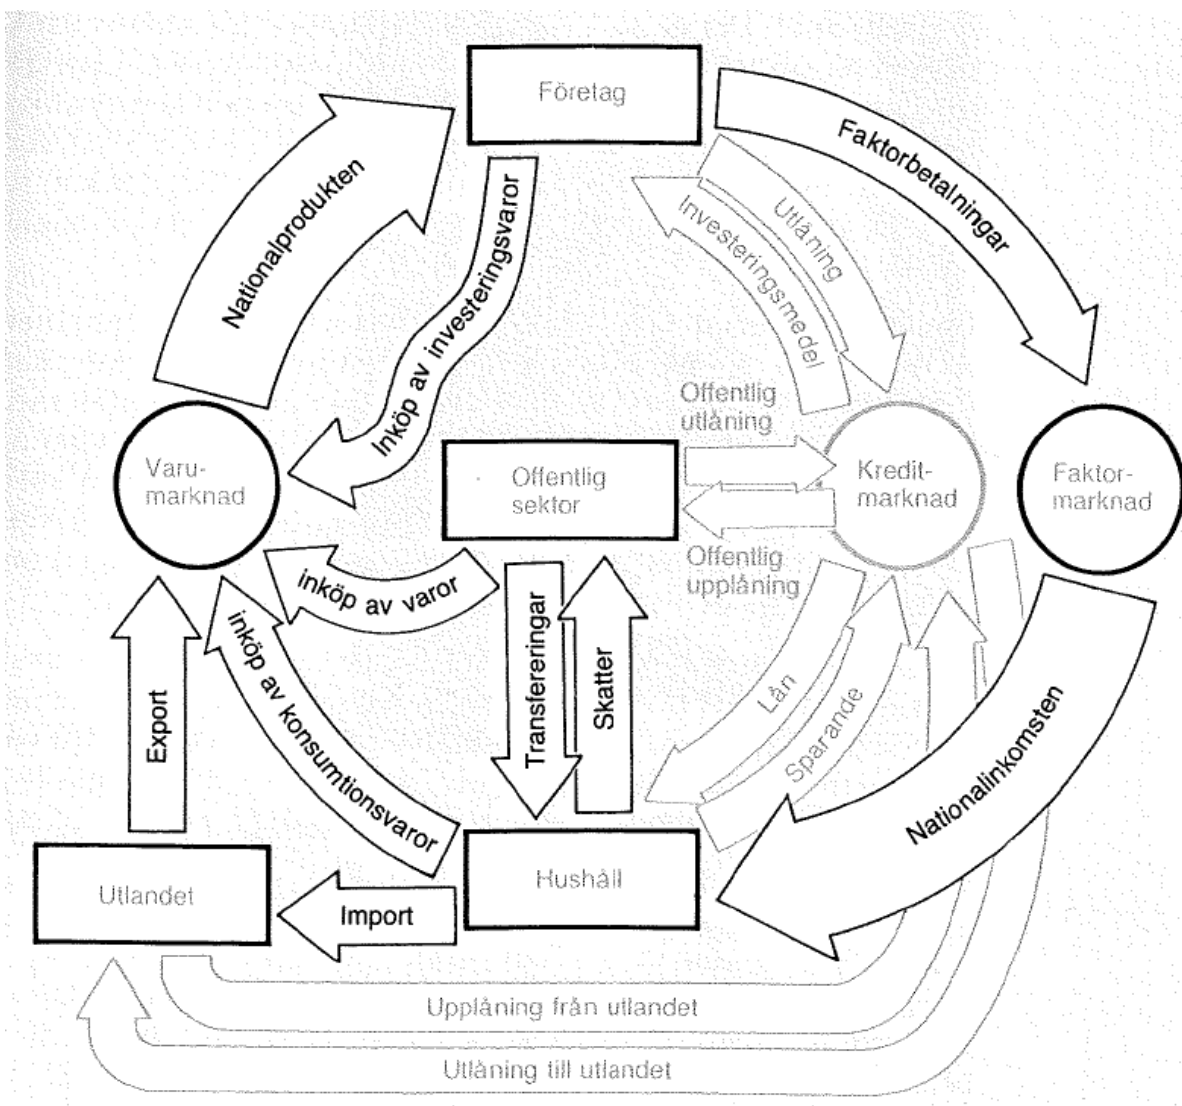 Företag
Faktorbetalningar
Utlåning
Investeringsmedel
Nationalprodukten
Inköp av investeringsvaror
Offentlig
utlåning
Varu-
marknad
Offentlig
sektor
Kredit-
marknad
Faktor-
marknad
Offentlig
upplåning
inköp av varor
Transfereringar
Skatter
Lån
Sparande
Export
inköp av konsumtionsvaror
Nationalinkomsten
Utlandet
Import
Hushåll
Upplåning från utlandet
Utlåning till utlandet